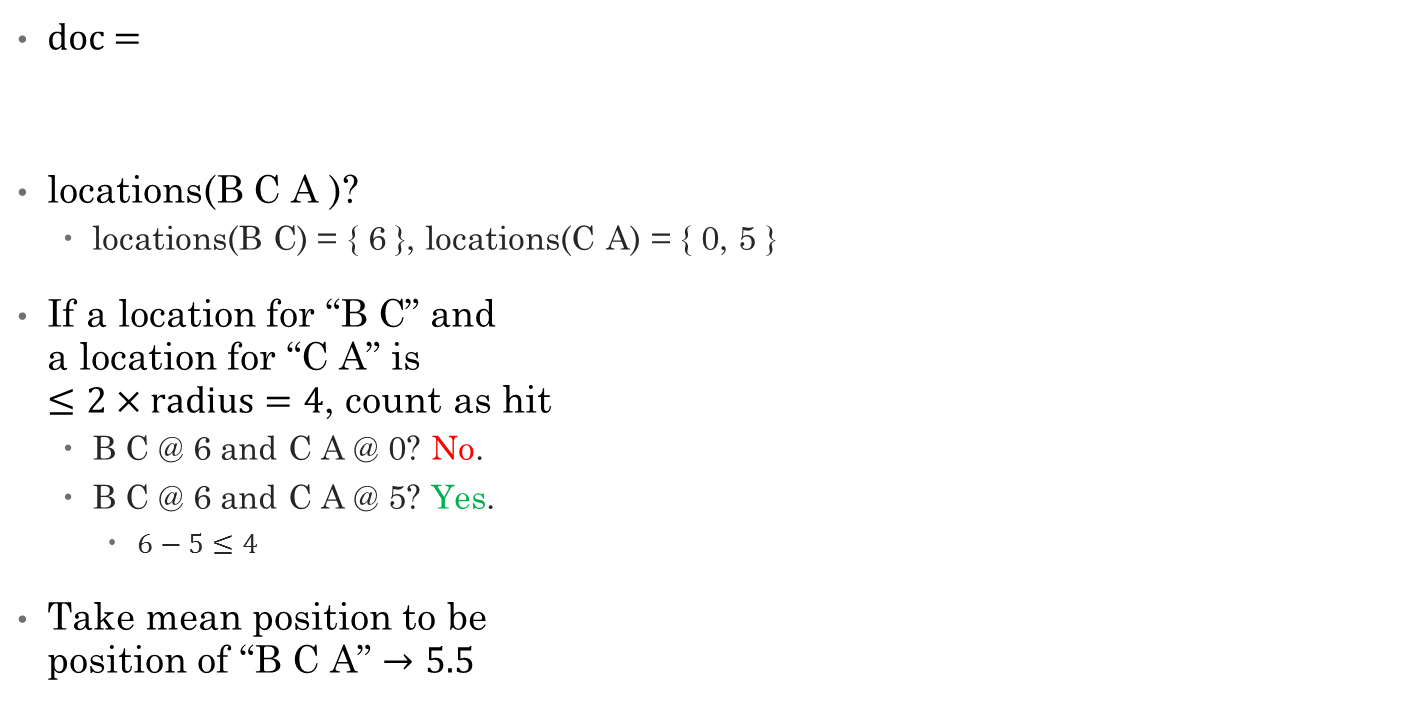 • doc =
• locations(B C A )?
• locations(B C) = { 6 }, locations(C A) = { 0, 5 }
• If a location for “B C” and
a location for “C A” is
≤ 2 × radius = 4, count as hit
• B C @ 6 and C A @ 0? No.
• B C @ 6 and C A @ 5? Yes.
• 6 − 5 ≤ 4
• Take mean position to be
position of “B C A” → 5.5